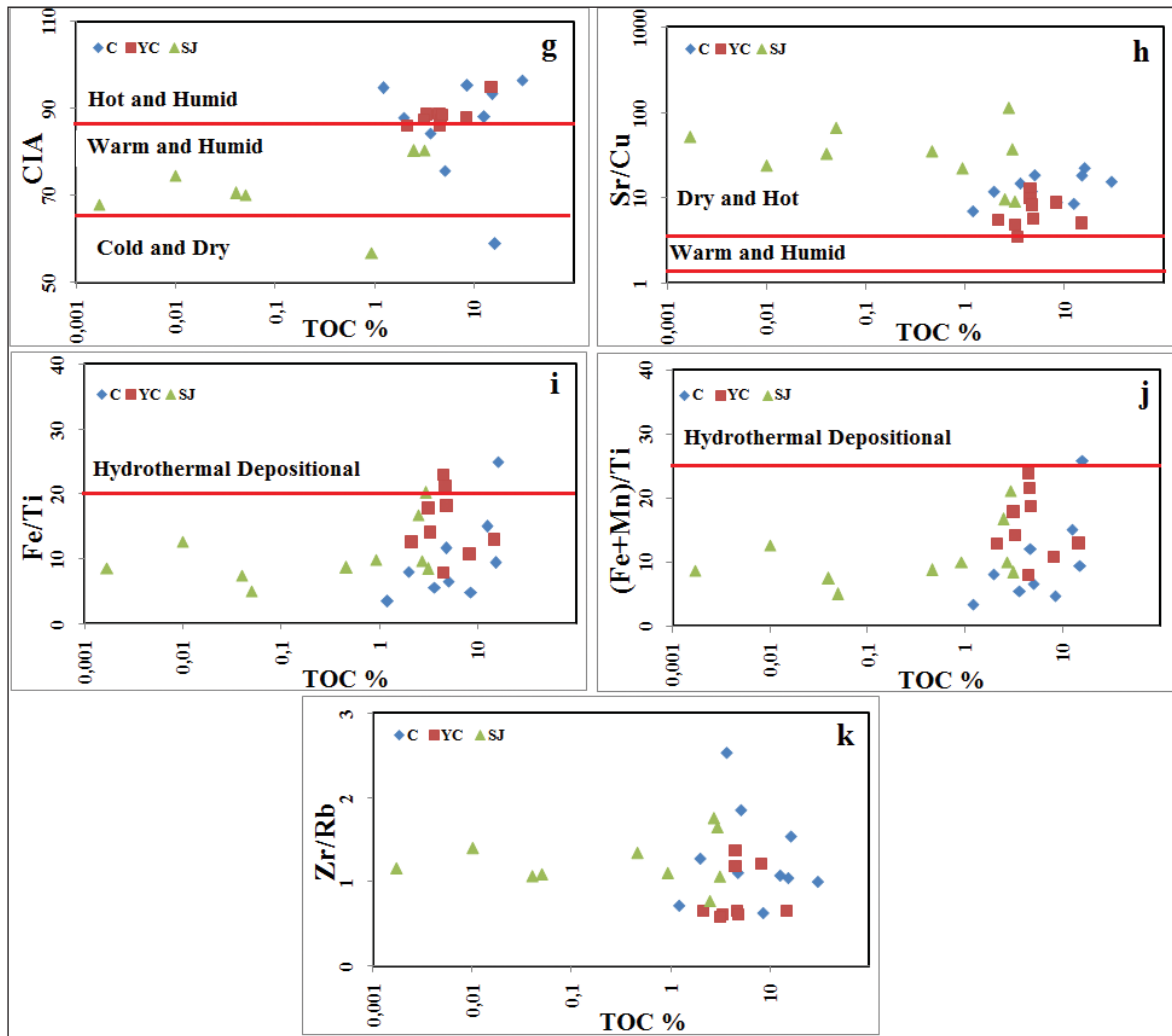 C YC SJ
g
110
90
70
50
CIA
Hot and Humid
Warm and Humid
Cold and Dry
0,001
0,01
0,1
1
10
TOC %
C YC SJ
h
1000
100
10
1
Sr/Cu
Dry and Hot
Warm and Humid
0,001
0,01
0,1
1
10
TOC %
C YC SJ
i
40
30
20
10
0
Fe/Ti
Hydrothermal Depositional
0,001
0,01
0,1
1
10
TOC %
C YC SJ
j
40
30
20
10
0
(Fe+Mn)/Ti
Hydrothermal Depositional
0,001
0,01
0,1
1
10
TOC %
C YC SJ
k
3
2
1
0
Zr/Rb
0,001
0,01
0,1
1
10
TOC %